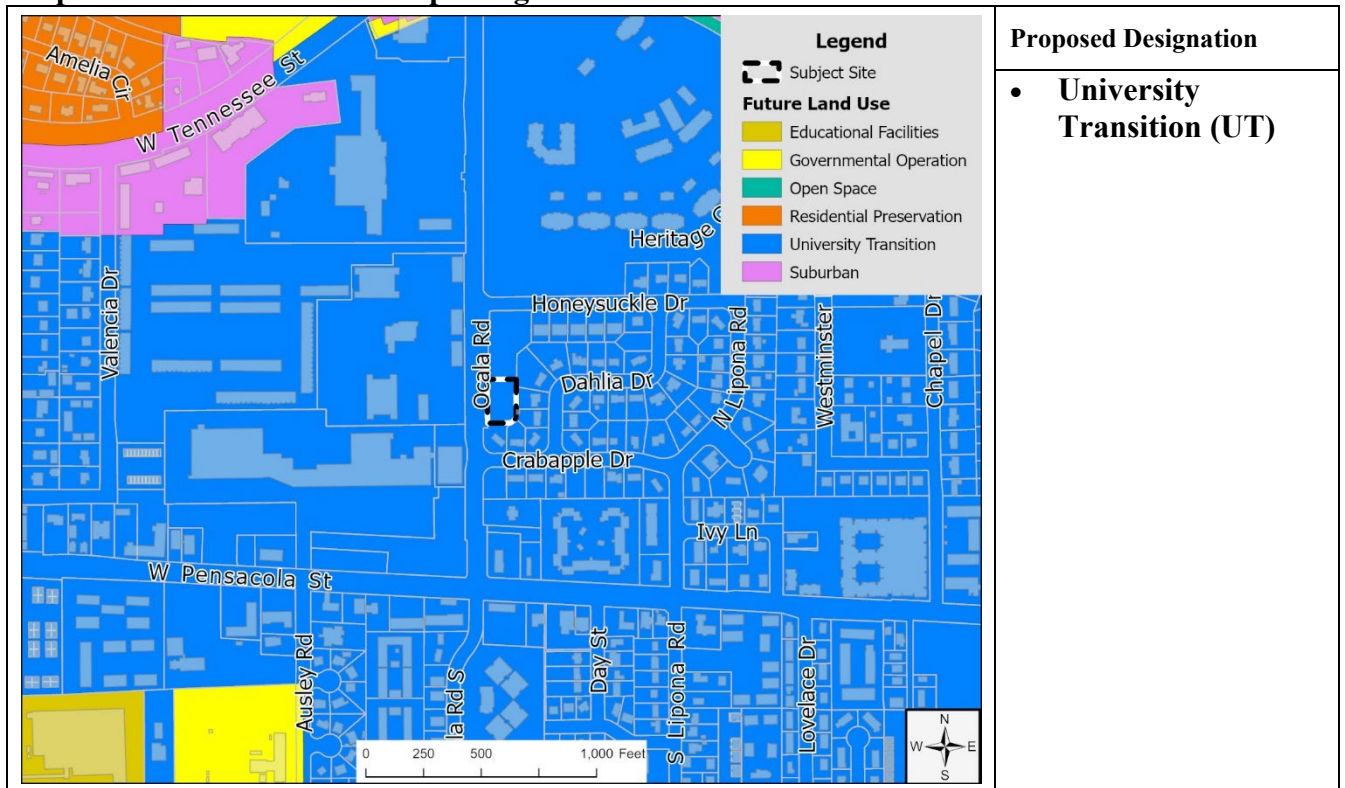 Proposed Designation
• University
Transition (UT)
Legend
Subject Site
Future Land Use
Educational Facilities
Governmental Operation
Open Space
Residential Preservation
University Transition
Suburban
Amelia Cir
W Tennessee St
Heritage
Honeysuckle Dr
Valencia Dr
Ocala Rd
Dahlia Dr
N Lipona Rd
Westminster
Chapel Dr
Crabapple Dr
Ivy Ln
W Pensacola St
Ausley Rd
la Rd S
Day St
S Lipona Rd
Lovelace Dr
0 250 500 1,000 Feet
N
W E
S